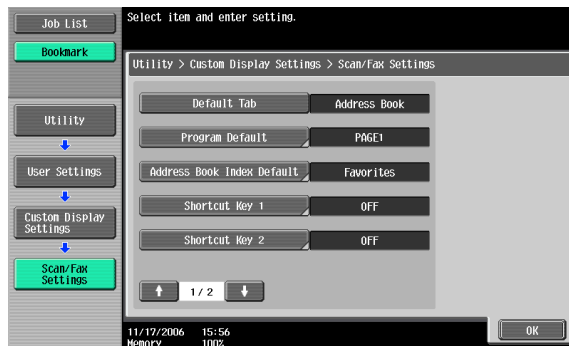 Job List
Select item and enter setting.
Bookmark
Utility > Custom Display Settings > Scan/Fax Settings
Default Tab Address Book
Utility
Program Default PAGE1
User Settings
Address Book Index Default Favorites
Shortcut Key 1 OFF
Custom Display
Settings
Shortcut Key 2 OFF
Scan/Fax
Settings
1/ 2
11/17/2006 15:56
OK
Memory 100%